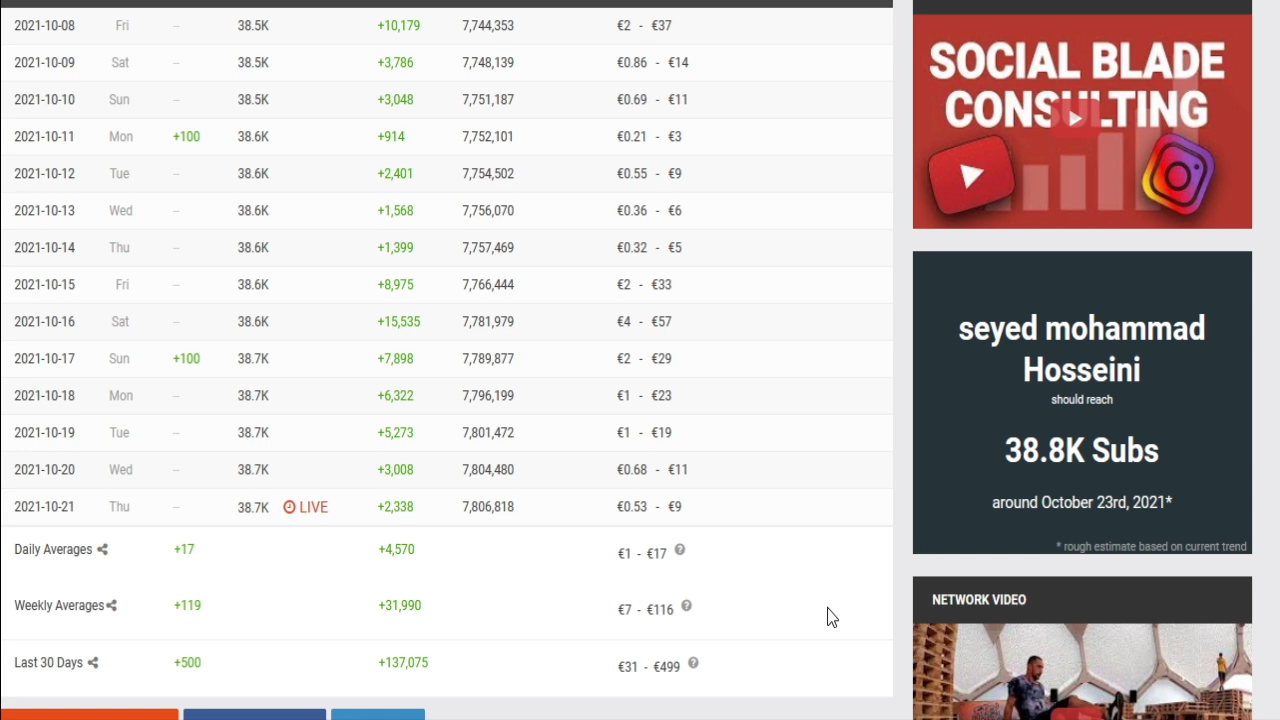 2021-10-08 Fri -- 38.5K +10,179 7,744,353 €2 - €37
2021-10-09 Sat -- 38.5K +3,786 7,748,139 €0.86 - €14
2021-10-10 Sun -- 38.5K +3,048 7,751,187 €0.69 - €11
2021-10-11 Mon +100 38.6K +914 7,752,101 €0.21 - €3
2021-10-12 Tue -- 38.6K +2,401 7,754,502 €0.55 - €9
2021-10-13 Wed -- 38.6K +1,568 7,756,070 €0.36 - €6
2021-10-14 Thu -- 38.6K +1,399 7,757,469 €0.32 - €5
2021-10-15 Fri -- 38.6K +8,975 7,766,444 €2 - €33
2021-10-16 Sat -- 38.6K +15,535 7,781,979 €4 - €57
2021-10-17 Sun +100 38.7K +7,898 7,789,877 €2 - €29
2021-10-18 Mon -- 38.7K +6,322 7,796,199 €1 - €23
2021-10-19 Tue -- 38.7K +5,273 7,801,472 €1 - €19
2021-10-20 Wed -- 38.7K +3,008 7,804,480 €0.68 - €11
2021-10-21 Thu -- 38.7K LIVE +2,338 7,806,818 €0.53 - €9
Daily Averages +17 +4,570 €1 - €17
Weekly Averages +119 +31,990 €7 - €116
Last 30 Days +500 +137,075 €31 - €499
SOCIAL BLADE
CONSULTING
seyed mohammad
Hosseini
should reach
38.8K Subs
around October 23rd, 2021*
* rough estimate based on current trend
NETWORK VIDEO